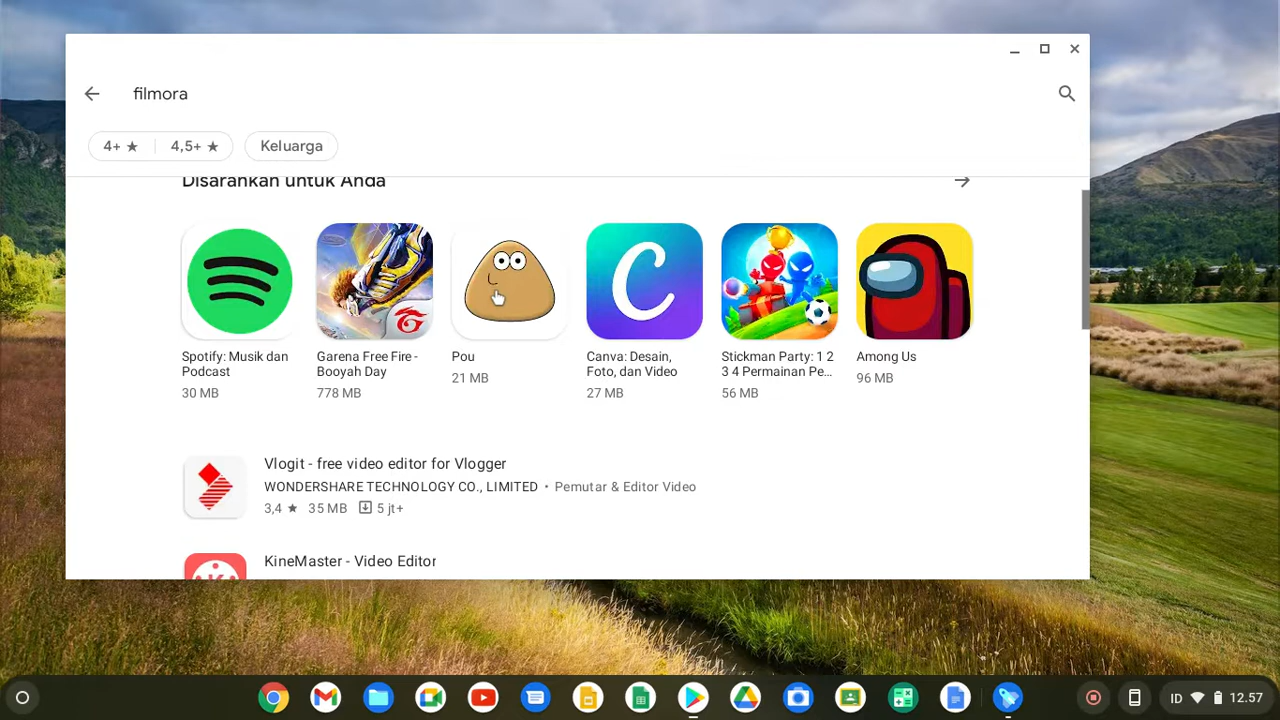 filmora
4+ ★ 4,5+ ★ Keluarga
Disarankan untuk Anda
Spotify: Musik dan
Podcast
30 MB
Garena Free Fire -
Booyah Day
778 MB
Pou
21 MB
Canva: Desain,
Foto, dan Video
27 MB
Stickman Party: 1 2
3 4 Permainan Pe...
56 MB
Among Us
96 MB
Vlogit - free video editor for Vlogger
WONDERSHARE TECHNOLOGY CO., LIMITED • Pemutar & Editor Video
3,4 ★ 35 MB 5 jt+
KineMaster - Video Editor
ID 12.57